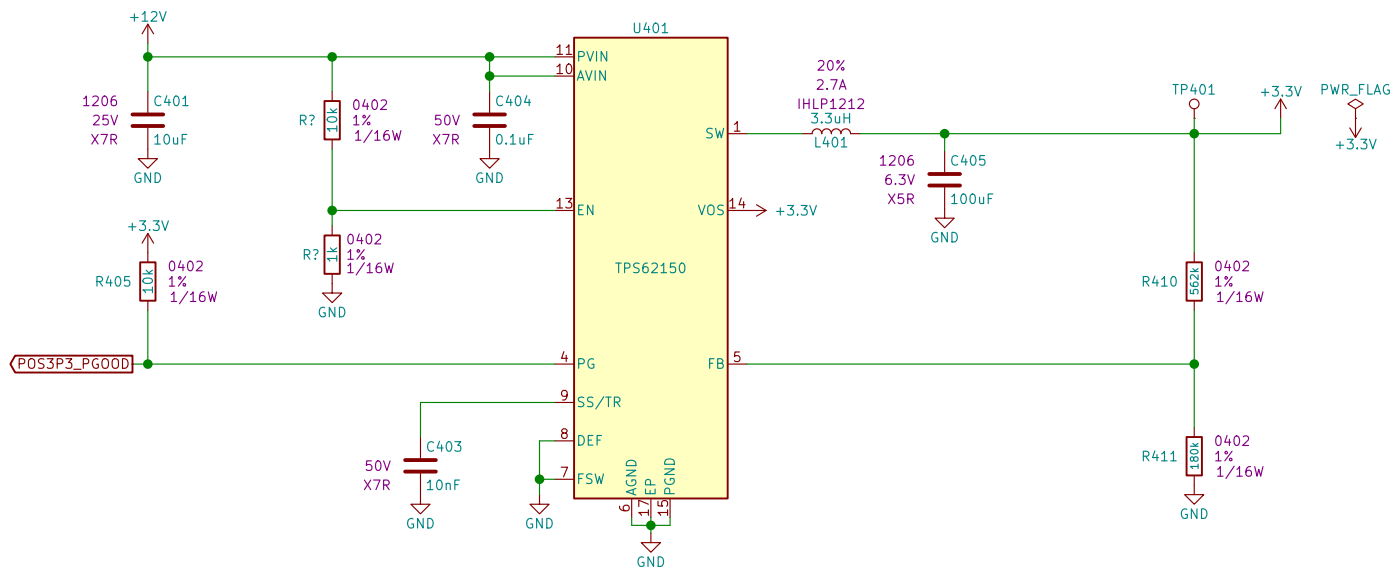 +12V
1206
25V
X7R
C401
10uF
GND
R?
10k
0402
1%
1/16W
50V
X7R
C404
0.1uF
GND
R?
1k
0402
1%
1/16W
GND
+3.3V
R405
10k
0402
1%
1/16W
POS3P3_PGOOD
50V
X7R
C403
10nF
GND
GND
U401
11
PVIN
10
AVIN
13
EN
4
PG
9
SS/TR
8
DEF
7
FSW
TPS62150
SW
1
VOS
14
+3.3V
FB
5
AGND
EP
PGND
6
17
15
GND
20%
2.7A
IHLP1212
3.3uH
L401
1206
6.3V
X5R
C405
100uF
GND
TP401
+3.3V
PWR_FLAG
+3.3V
R410
562k
0402
1%
1/16W
R411
180k
0402
1%
1/16W
GND